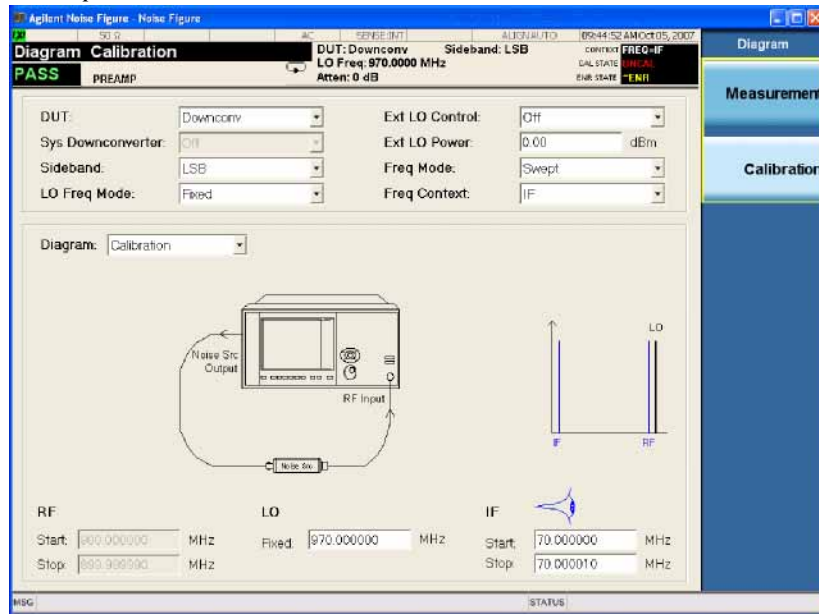 Agilent Noise Figure - Noise Figure
50 Ω AC SENSE:INT ALIGNAUTO 09:44:52 AM Oct 05, 2007
Diagram Calibration
DUT: Downconv Sideband: LSB
LO Freq: 970.0000 MHz
Atten: 0 dB
CONTEXT FREQ=IF
CAL STATE UNCAL
ENR STATE ~ENR
PASS PREAMP
Diagram
Measurement
Calibration
DUT: Downconv Ext LO Control: Off
Sys Downconverter: Off Ext LO Power: 0.00 dBm
Sideband: LSB Freq Mode: Swept
LO Freq Mode: Fixed Freq Context: IF
Diagram: Calibration
Noise Src
Output
RF Input
Noise Src
LO
IF RF
RF LO IF
Start: 900.000000 MHz Fixed: 970.000000 MHz Start: 70.000000 MHz
Stop: 899.999990 MHz Stop: 70.000010 MHz
MSG STATUS